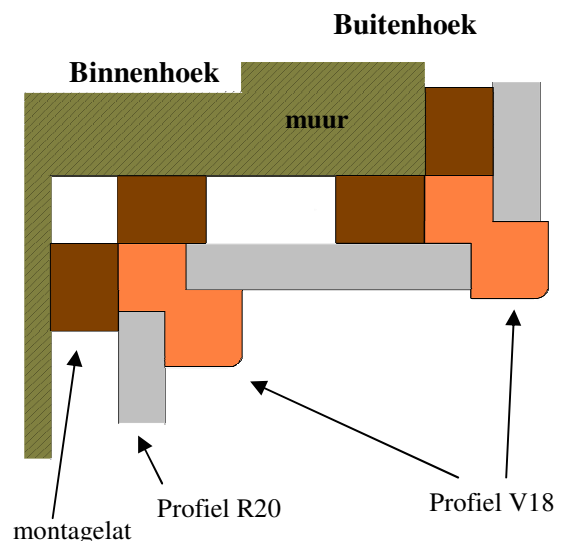 Buitenhoek
Binnenhoek
muur
Profiel R20
Profiel V18
montagelat